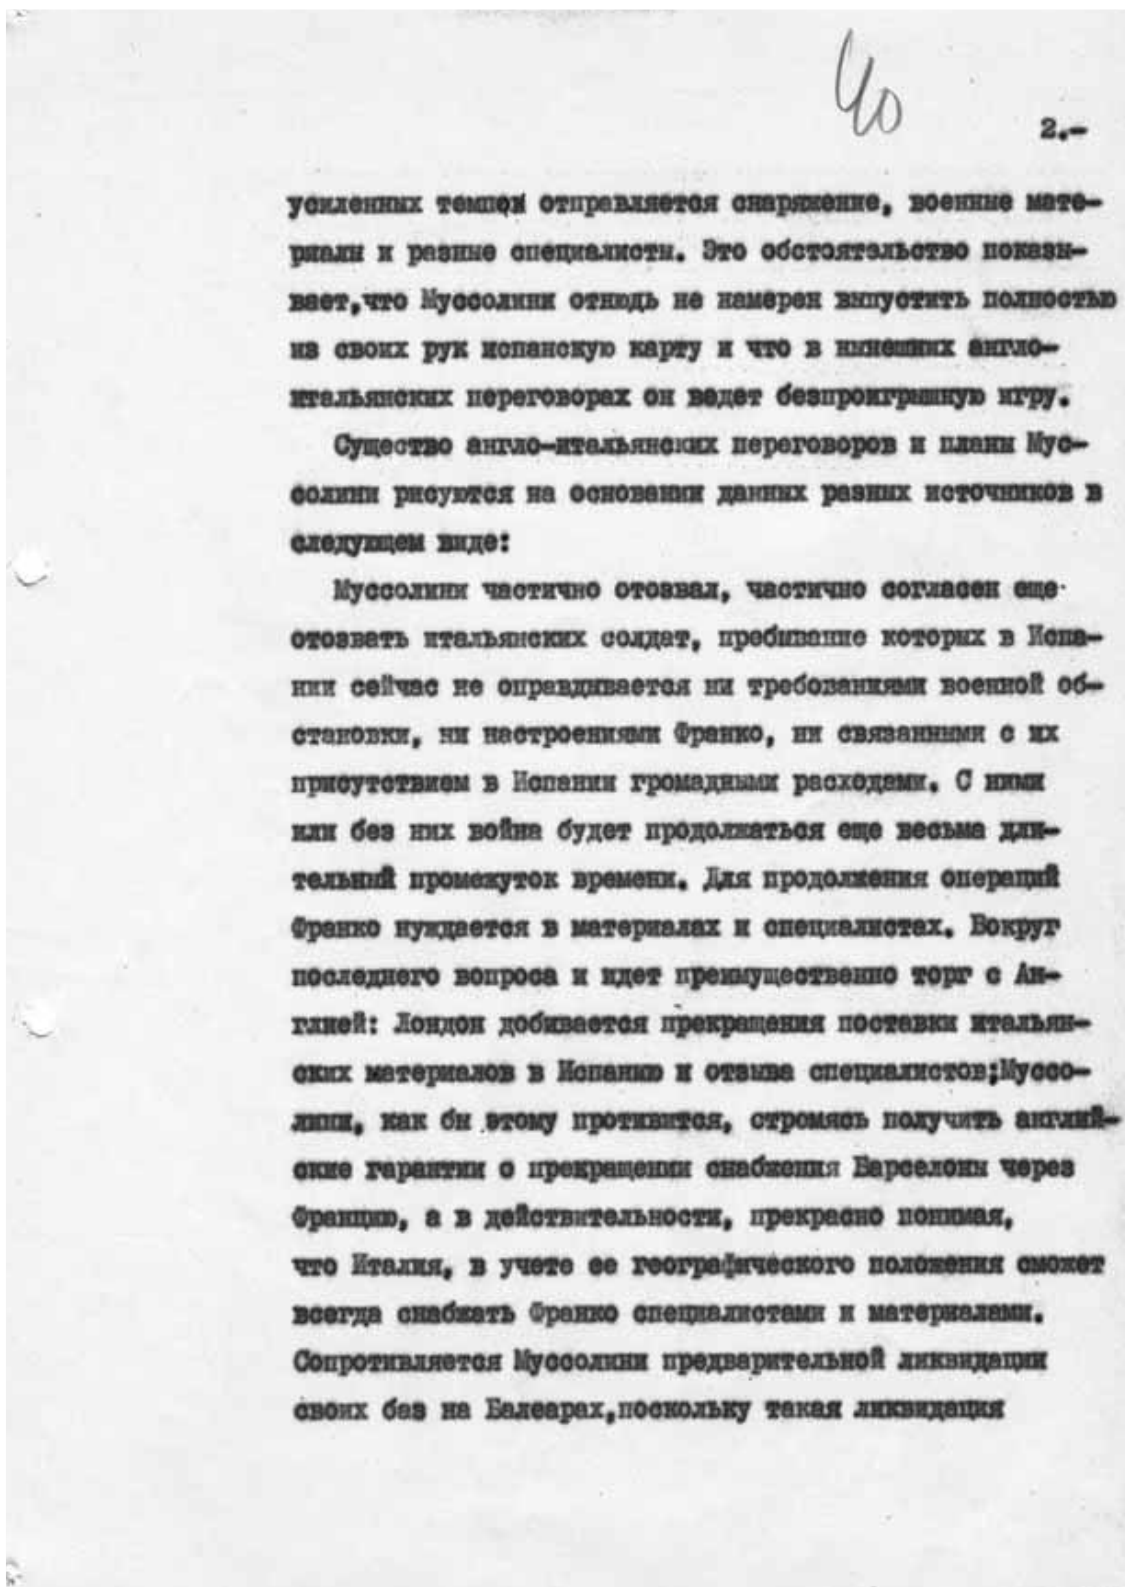 40
2.-
усиленных темпом отправляется снаряжение, военные мате-
риалы и разные специалисты. Это обстоятельство показы-
вает,что Муссолини отнюдь не намерен выпустить полностью
из своих рук испанскую карту и что в нынешних англо-
итальянских переговорах он ведет безпроигрышную игру.
Существо англо-итальянских переговоров и планы Мус-
солини рисуются на основании данных разных источников в
следующем виде:
Муссолини частично отозвал, частично согласен еще
отозвать итальянских солдат, пребывание которых в Испа-
нии сейчас не оправдывается ни требованиями военной об-
становки, ни настроениями Франко, ни связанными с их
присутствием в Испании громадными расходами. С ними
или без них война будет продолжаться еще весьма дли-
тельный промежуток времени. Для продолжения операций
Франко нуждается в материалах и специалистах. Вокруг
последнего вопроса и идет преимущественно торг с Ан-
глией: Лондон добивается прекращения поставки итальян-
ских материалов в Испанию и отзыва специалистов;Муссо-
лини, как бы этому противится, стромясь получить англий-
ские гарантии о прекращении снабжения Барселоны через
Францию, а в действительности, прекрасно понимая,
что Италия, в учете ее географического положения сможет
всегда снабжать Франко специалистами и материалами.
Сопротивляется Муссолини предварительной ликвидации
своих баз на Балеарах,поскольку такая ликвидация